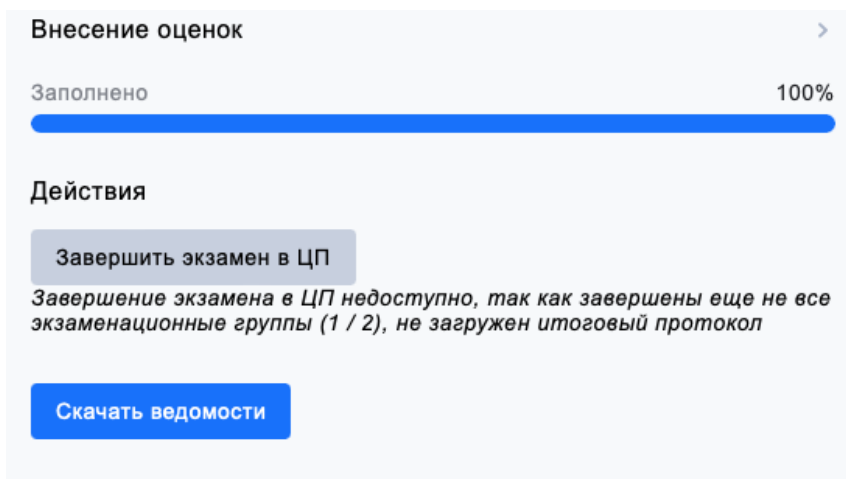 Внесение оценок
Заполнено 100%
Действия
Завершить экзамен в ЦП
Завершение экзамена в ЦП недоступно, так как завершены еще не все
экзаменационные группы (1 / 2), не загружен итоговый протокол
Скачать ведомости